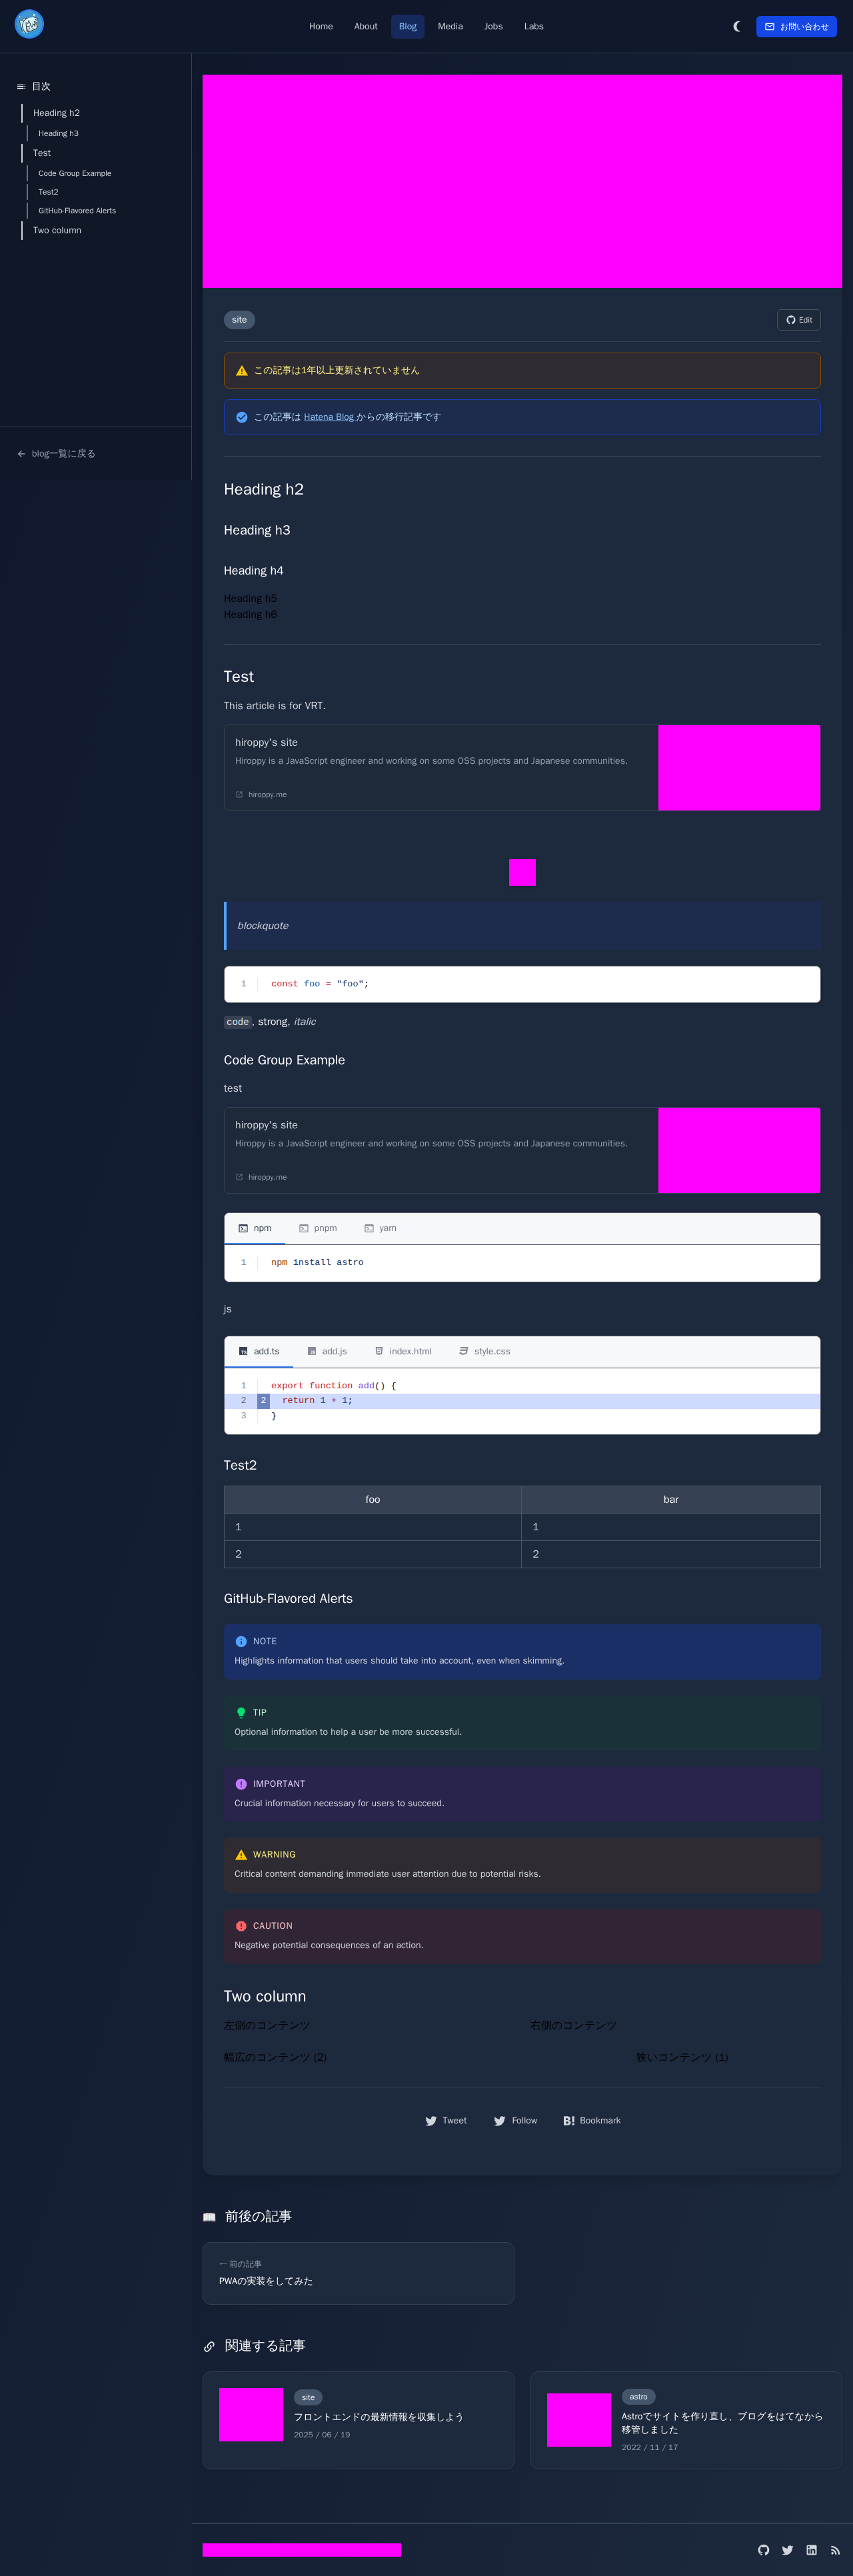 Home About Blog Media Jobs Labs お問い合わせ
目次
Heading h2
Heading h3
Test
Code Group Example
Test2
GitHub-Flavored Alerts
Two column
blog一覧に戻る
site
Edit
この記事は1年以上更新されていません
この記事は Hatena Blog からの移行記事です
Heading h2
Heading h3
Heading h4
Heading h5
Heading h6
Test
This article is for VRT.
hiroppy's site
Hiroppy is a JavaScript engineer and working on some OSS projects and Japanese communities.
hiroppy.me
blockquote
1 const foo = "foo";
code, strong, italic
Code Group Example
test
hiroppy's site
Hiroppy is a JavaScript engineer and working on some OSS projects and Japanese communities.
hiroppy.me
npm pnpm yarn
1 npm install astro
js
add.ts add.js index.html style.css
1 export function add() {
2 2 return 1 + 1;
3 }
Test2
foo bar
1 1
2 2
GitHub-Flavored Alerts
NOTE
Highlights information that users should take into account, even when skimming.
TIP
Optional information to help a user be more successful.
IMPORTANT
Crucial information necessary for users to succeed.
WARNING
Critical content demanding immediate user attention due to potential risks.
CAUTION
Negative potential consequences of an action.
Two column
左側のコンテンツ 右側のコンテンツ
幅広のコンテンツ (2) 狭いコンテンツ (1)
Tweet Follow B! Bookmark
前後の記事
← 前の記事
PWAの実装をしてみた
関連する記事
site
フロントエンドの最新情報を収集しよう
2025 / 06 / 19
astro
Astroでサイトを作り直し、ブログをはてなから
移管しました
2022 / 11 / 17